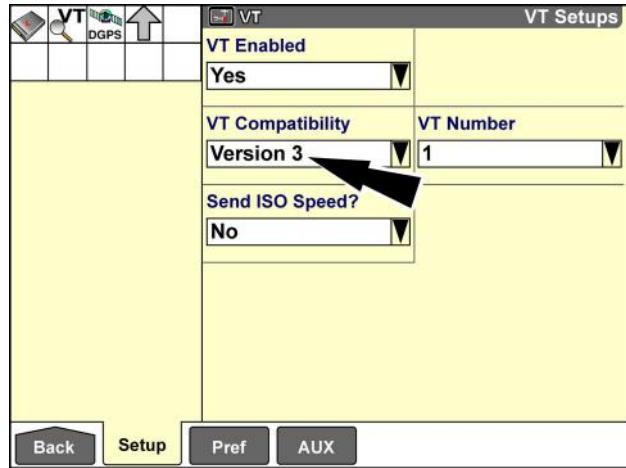 VT
DGPS
VT
VT Setups
VT Enabled
Yes
VT Compatibility
VT Number
Version 3
1
Send ISO Speed?
No
Back
Setup
Pref
AUX